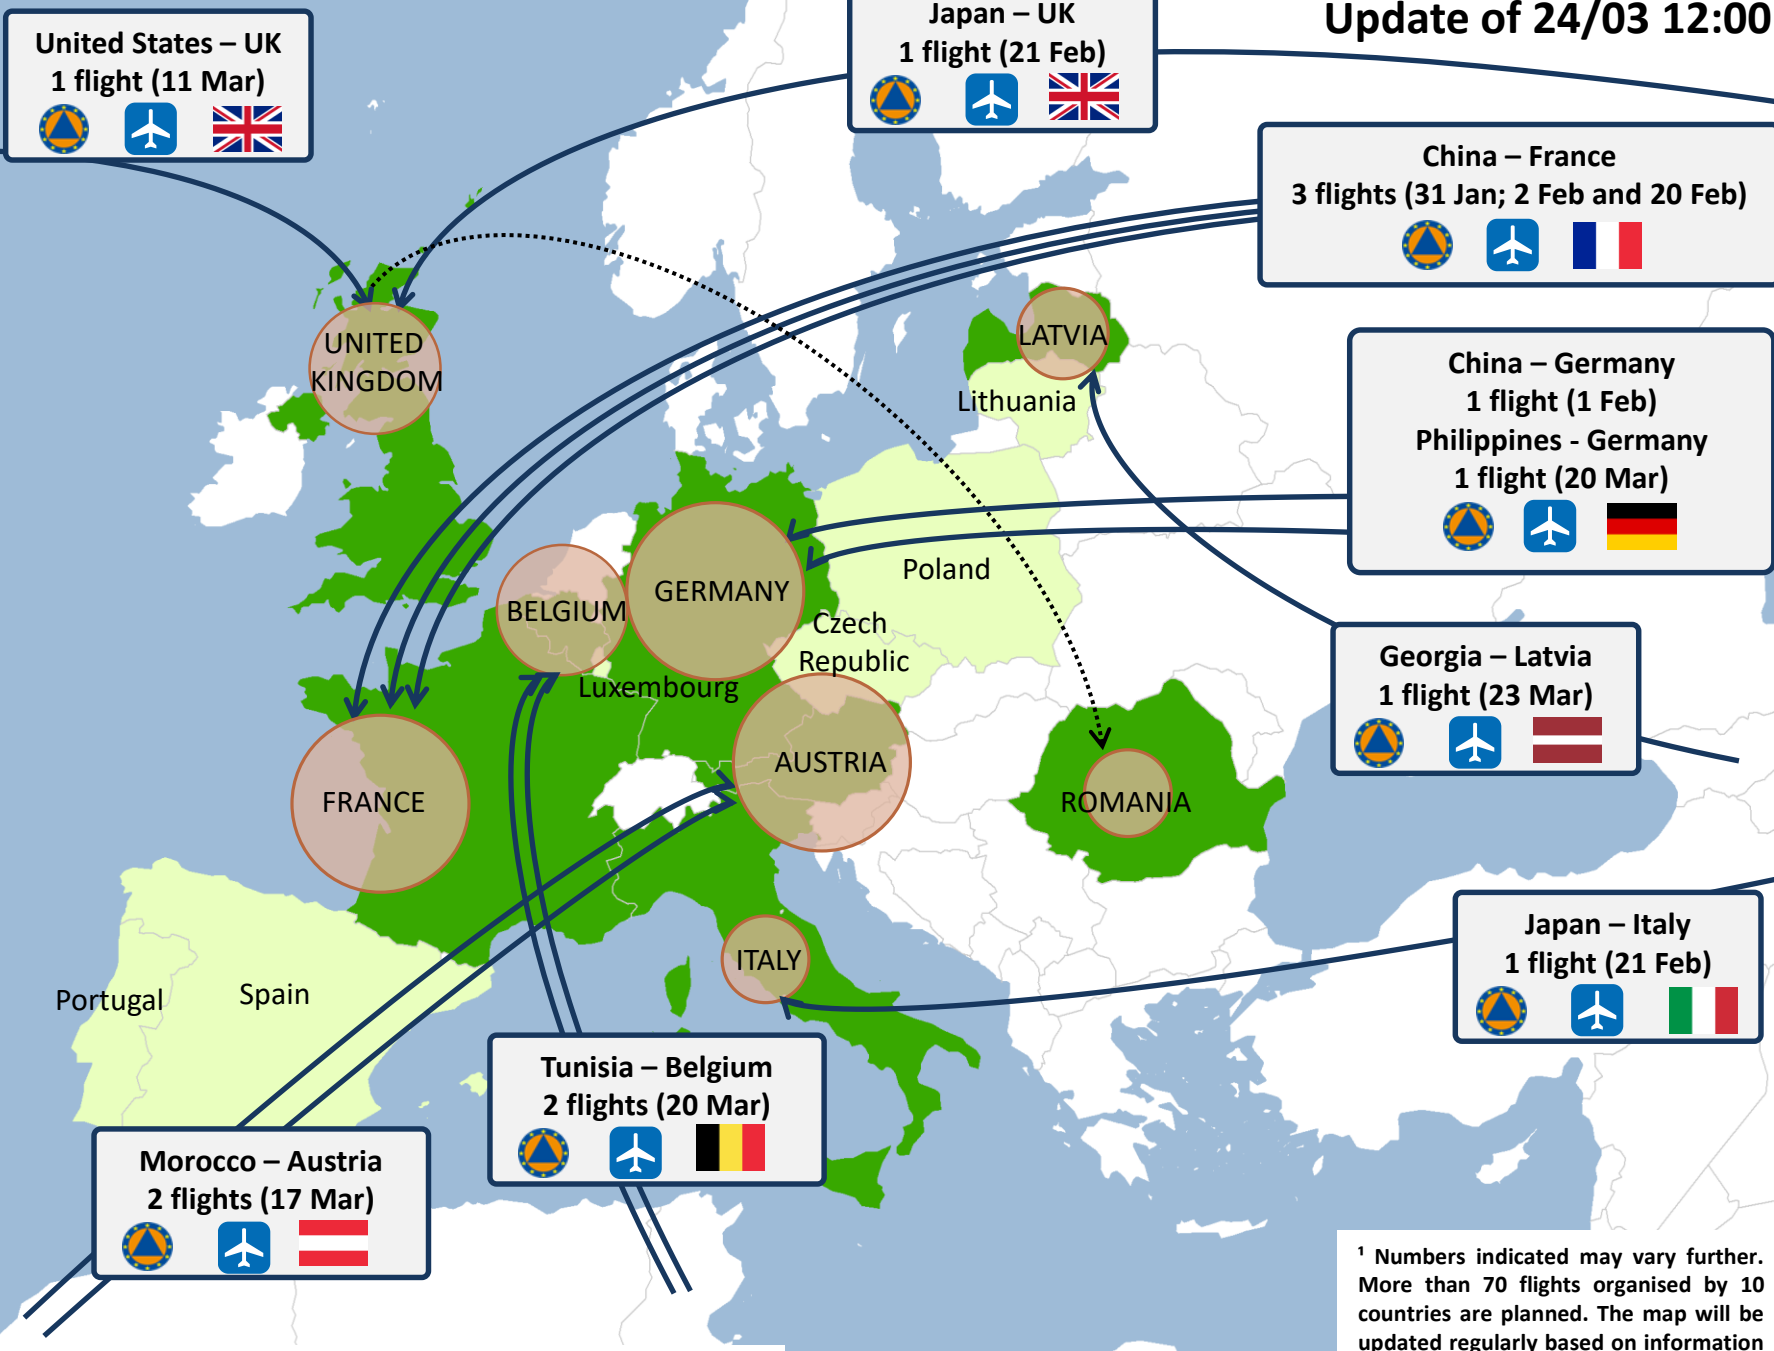 Update of 24/03 12:00
United States – UK
1 flight (11 Mar)
Japan – UK
1 flight (21 Feb)
China – France
3 flights (31 Jan; 2 Feb and 20 Feb)
China – Germany
1 flight (1 Feb)
Philippines - Germany
1 flight (20 Mar)
Georgia – Latvia
1 flight (23 Mar)
Japan – Italy
1 flight (21 Feb)
Tunisia – Belgium
2 flights (20 Mar)
Morocco – Austria
2 flights (17 Mar)
UNITED
KINGDOM
LATVIA
Lithuania
BELGIUM
GERMANY
Poland
Czech
Republic
Luxembourg
AUSTRIA
FRANCE
ROMANIA
ITALY
Portugal
Spain
¹ Numbers indicated may vary further.
More than 70 flights organised by 10
countries are planned. The map will be
updated regularly based on information